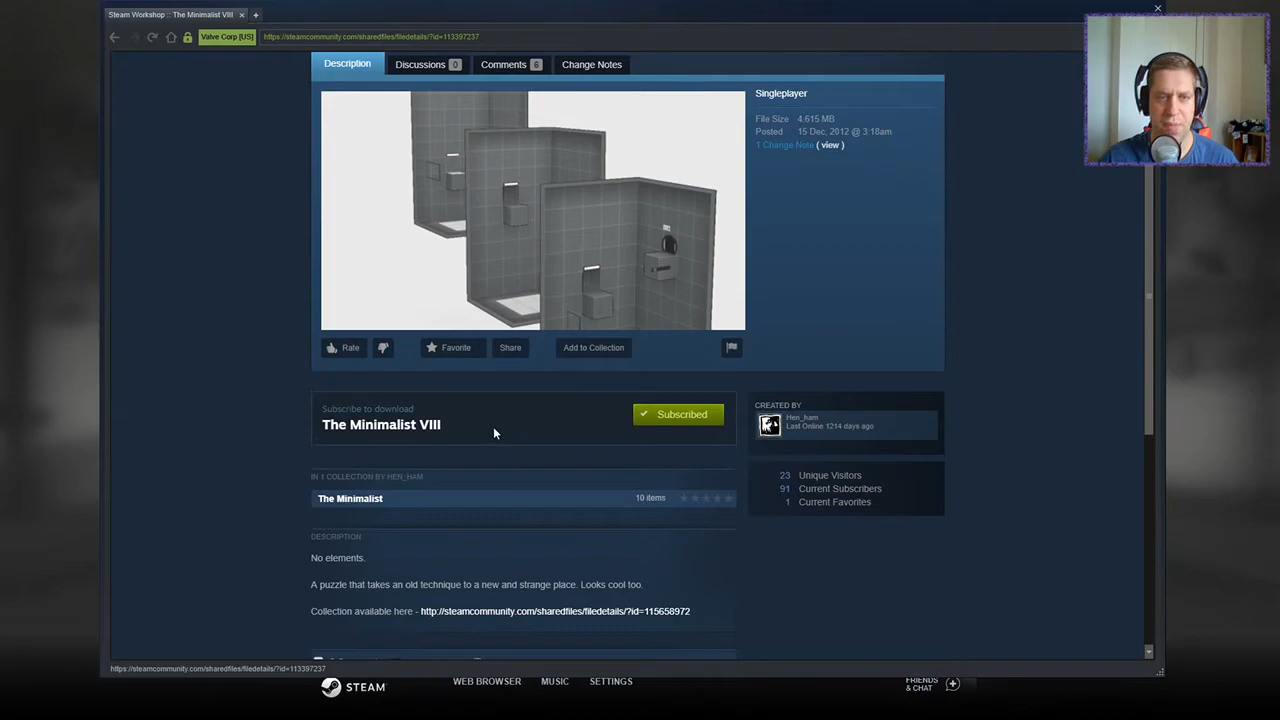 Steam Workshop :: The Minimalist VIII
Valve Corp [US] https://steamcommunity.com/sharedfiles/filedetails/?id=113397237
Description Discussions 0 Comments 6 Change Notes
Singleplayer
File Size 4.615 MB
Posted 15 Dec, 2012 @ 3:18am
1 Change Note ( view )
Rate Favorite Share Add to Collection
Subscribe to download
The Minimalist VIII
Subscribed
CREATED BY
Hen_ham
Last Online 1214 days ago
IN 1 COLLECTION BY HEN_HAM
The Minimalist 10 items
23 Unique Visitors
91 Current Subscribers
1 Current Favorites
DESCRIPTION
No elements.
A puzzle that takes an old technique to a new and strange place. Looks cool too.
Collection available here - http://steamcommunity.com/sharedfiles/filedetails/?id=115658972
https://steamcommunity.com/sharedfiles/filedetails/?id=113397237
STEAM
WEB BROWSER MUSIC SETTINGS
FRIENDS
& CHAT